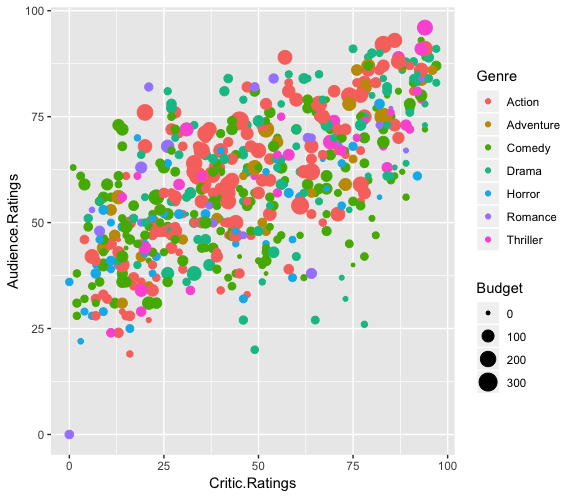 100
75
50
25
0
Audience.Ratings
0
25
50
75
100
Critic.Ratings
Genre
Action
Adventure
Comedy
Drama
Horror
Romance
Thriller
Budget
0
100
200
300